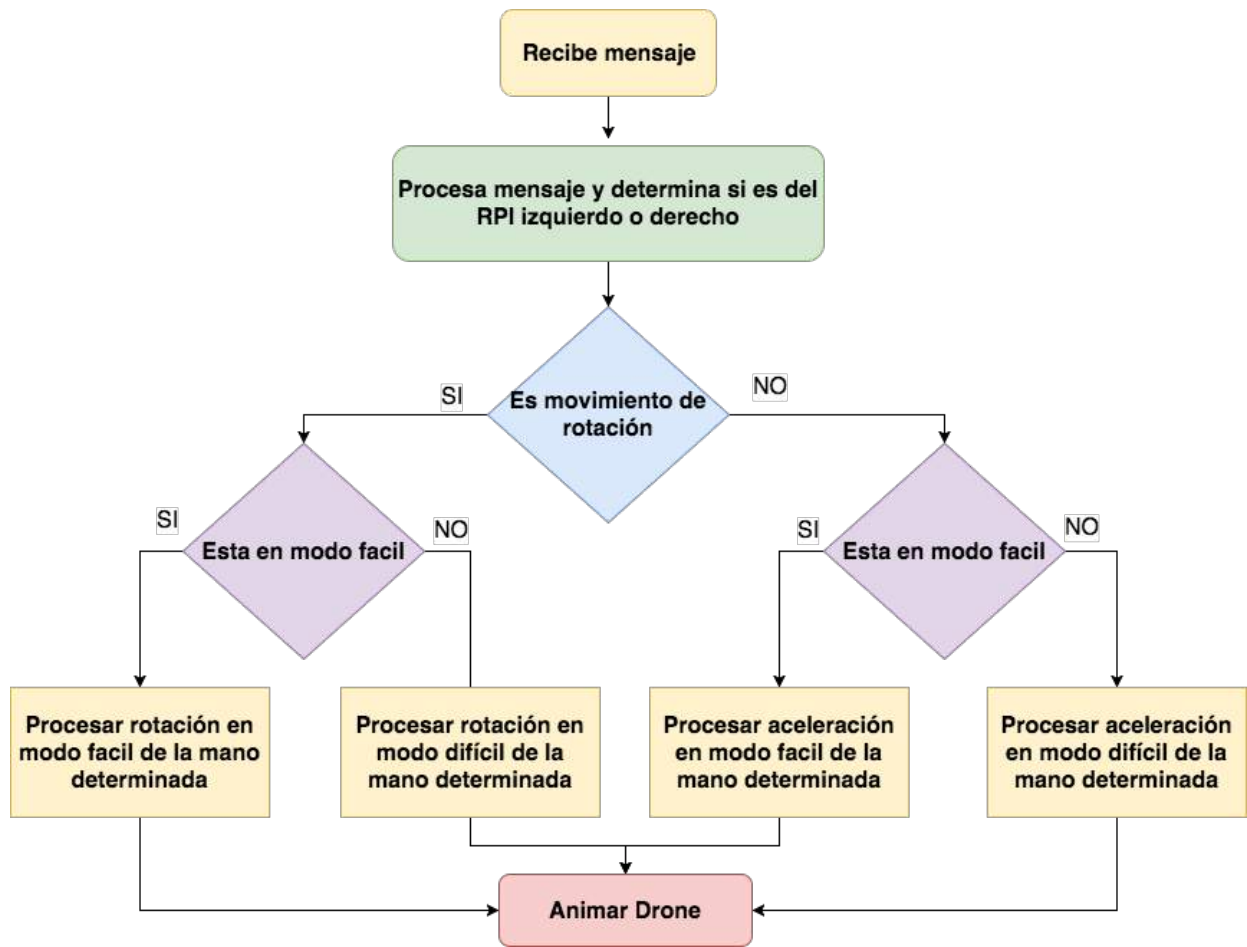 Recibe mensaje
Procesa mensaje y determina si es del
RPI izquierdo o derecho
SI
NO
Es movimiento de
rotación
SI
NO
SI
NO
Esta en modo facil
Esta en modo facil
Procesar rotación en
modo facil de la mano
determinada
Procesar rotación en
modo difícil de la
mano determinada
Procesar aceleración
en modo facil de la
mano determinada
Procesar aceleración
en modo difícil de la
mano determinada
Animar Drone